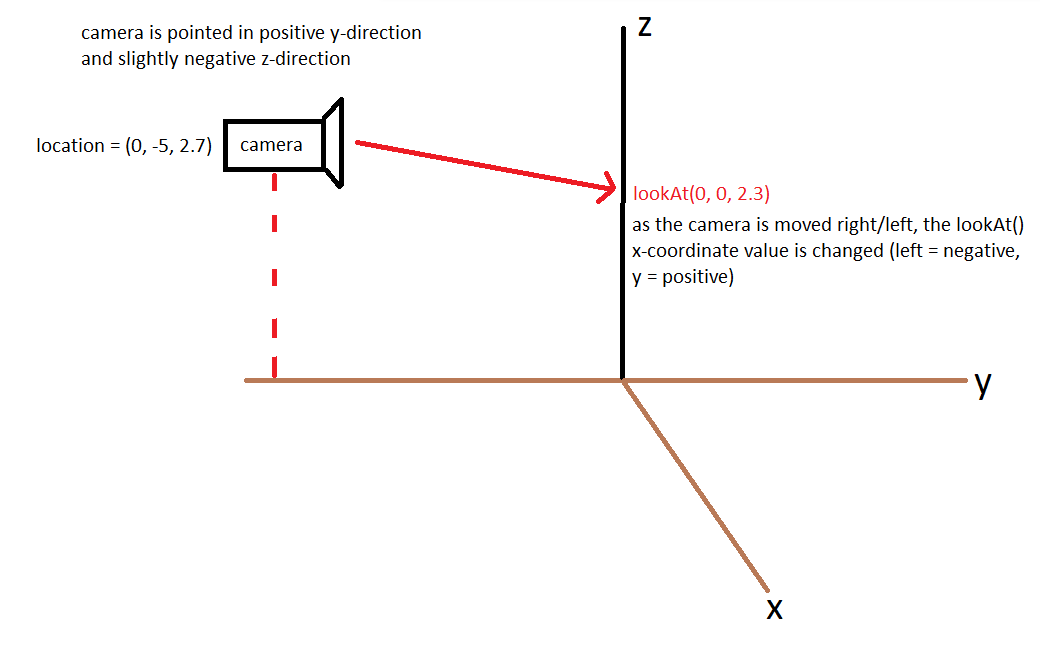 camera is pointed in positive y-direction
and slightly negative z-direction
z
location = (0, -5, 2.7)
camera
lookAt(0, 0, 2.3)
as the camera is moved right/left, the lookAt()
x-coordinate value is changed (left = negative,
y = positive)
y
x